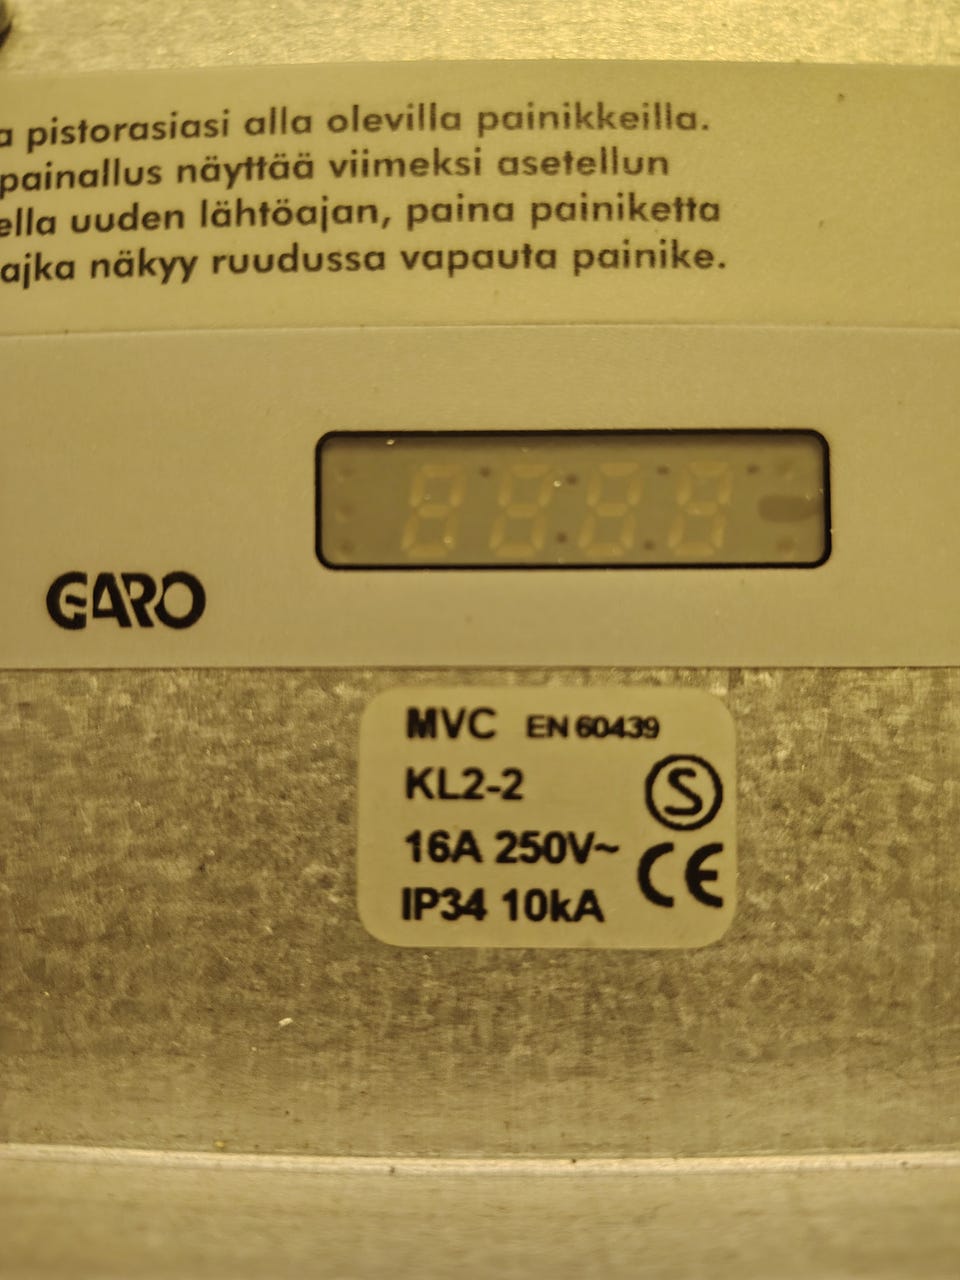 a pistorasiasi alla olevilla painikkeilla.
painallus näyttää viimeksi asetellun
ella uuden lähtöajan, paina painiketta
ajka näkyy ruudussa vapauta painike.
GARO
MVC EN 60439
KL2-2
S
16A 250V~
CE
IP34 10kA